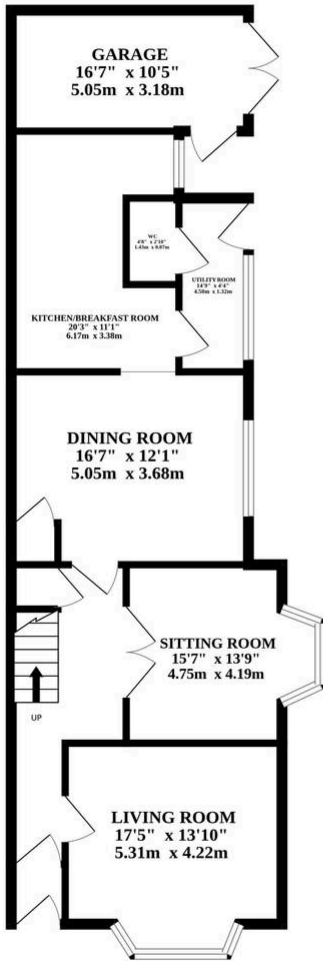 GARAGE
16'7" x 10'5"
5.05m x 3.18m
WC
4'8" x 2'10"
1.43m x 0.87m
UTILITY ROOM
14'9" x 4'4"
4.50m x 1.32m
KITCHEN/BREAKFAST ROOM
20'3" x 11'1"
6.17m x 3.38m
DINING ROOM
16'7" x 12'1"
5.05m x 3.68m
SITTING ROOM
15'7" x 13'9"
4.75m x 4.19m
UP
LIVING ROOM
17'5" x 13'10"
5.31m x 4.22m